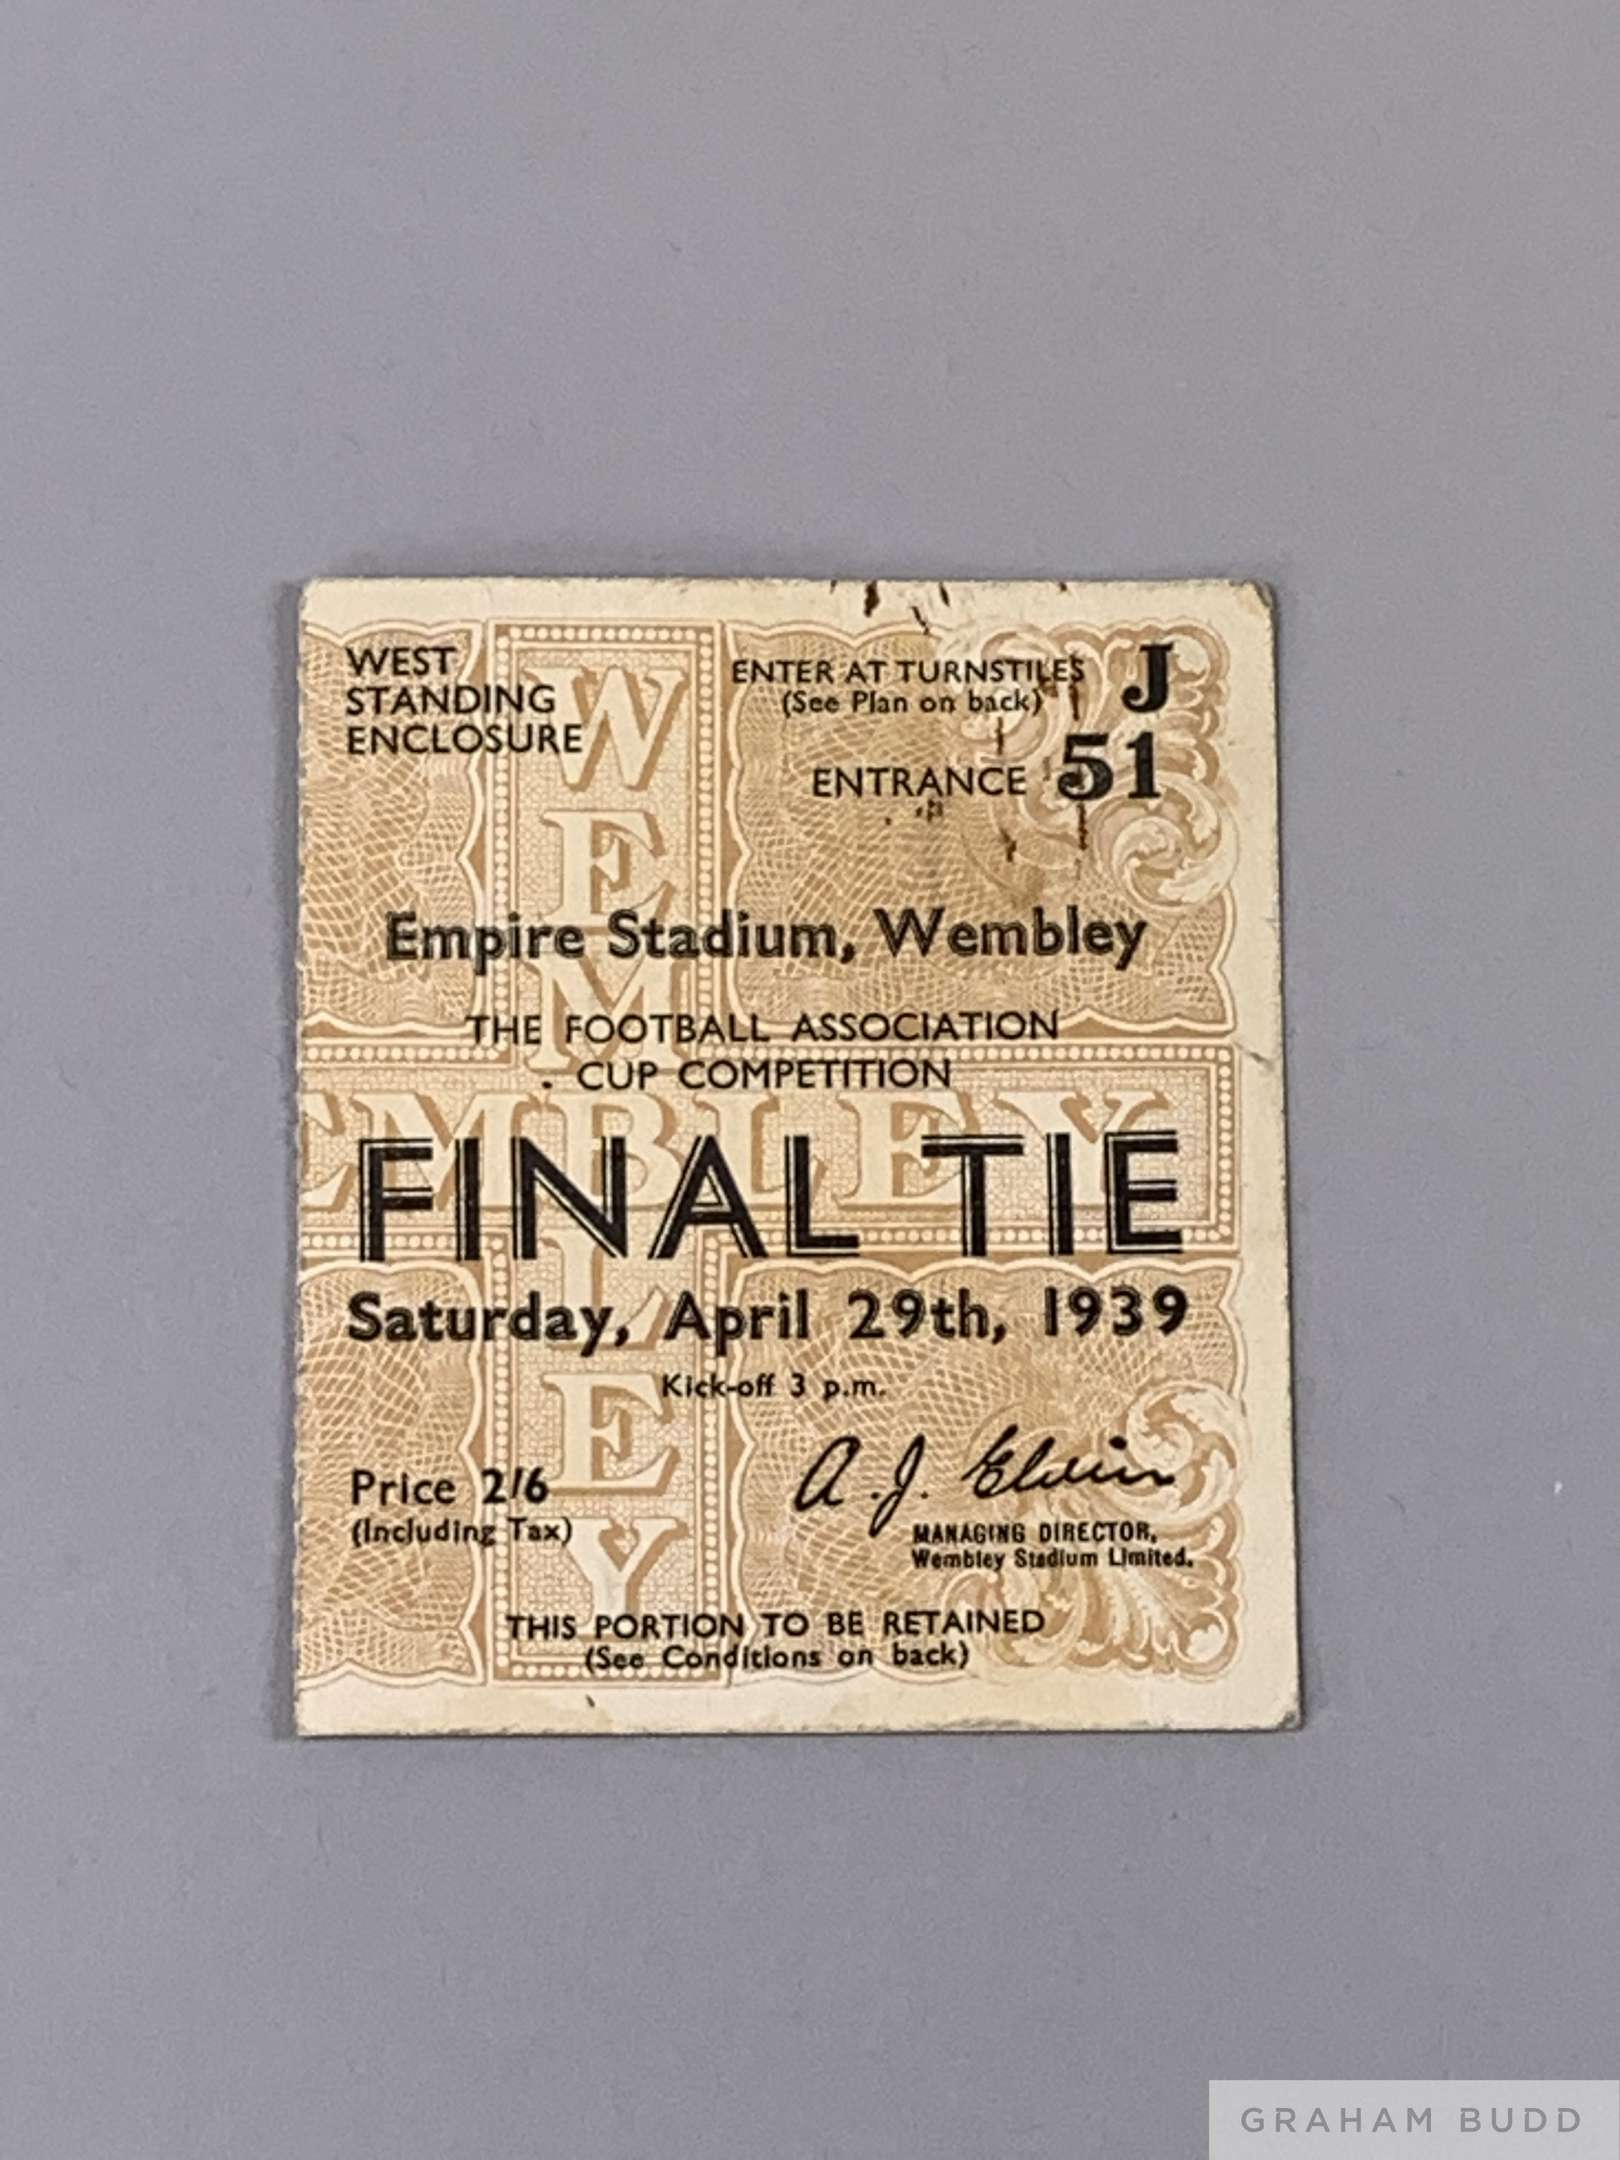 WEST
STANDING
ENCLOSURE
ENTER AT TURNSTILES J
(See Plan on back)
ENTRANCE 51
WEMBLEY
Empire Stadium, Wembley
THE FOOTBALL ASSOCIATION
CUP COMPETITION
EMBLEY
FINAL TIE
Saturday, April 29th, 1939
Kick-off 3 p.m.
Price 2/6
(Including Tax)
A. J. Elvin
MANAGING DIRECTOR,
Wembley Stadium Limited.
THIS PORTION TO BE RETAINED
(See Conditions on back)
GRAHAM BUDD